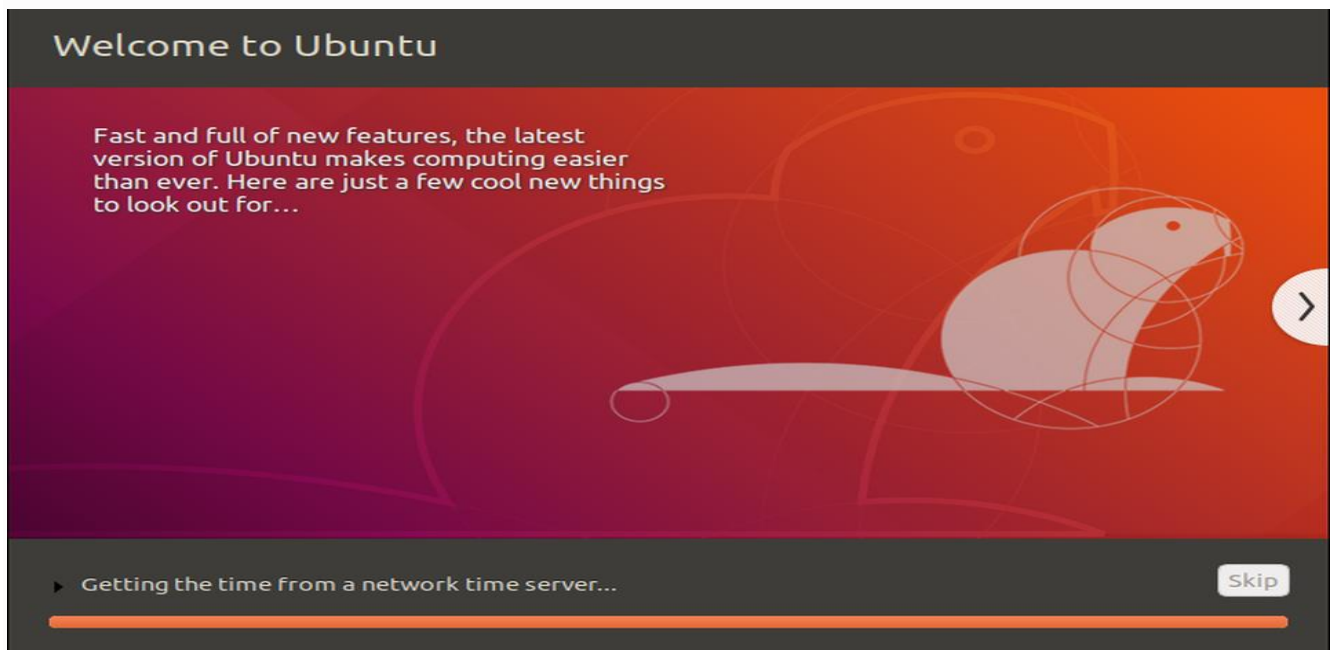 Welcome to Ubuntu
Fast and full of new features, the latest
version of Ubuntu makes computing easier
than ever. Here are just a few cool new things
to look out for...
Getting the time from a network time server...
Skip